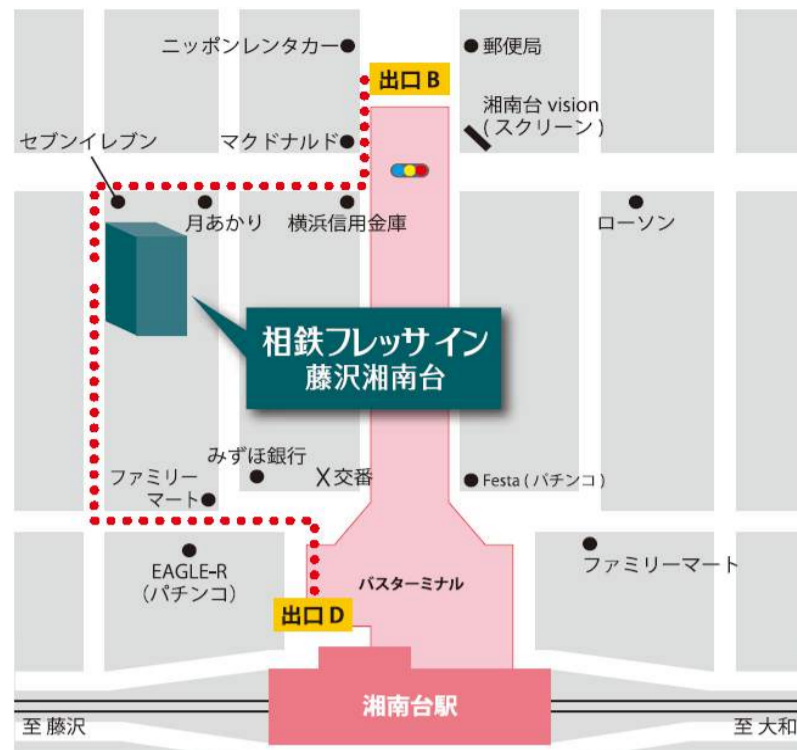 ニッポンレンタカー
郵便局
出口 B
湘南台 vision
( スクリーン )
セブンイレブン
マクドナルド
月あかり
横浜信用金庫
ローソン
相鉄フレッサイン
藤沢湘南台
みずほ銀行
ファミリー
マート
X交番
Festa ( パチンコ )
EAGLE-R
(パチンコ)
バスターミナル
ファミリーマート
出口 D
湘南台駅
至 藤沢
至 大和